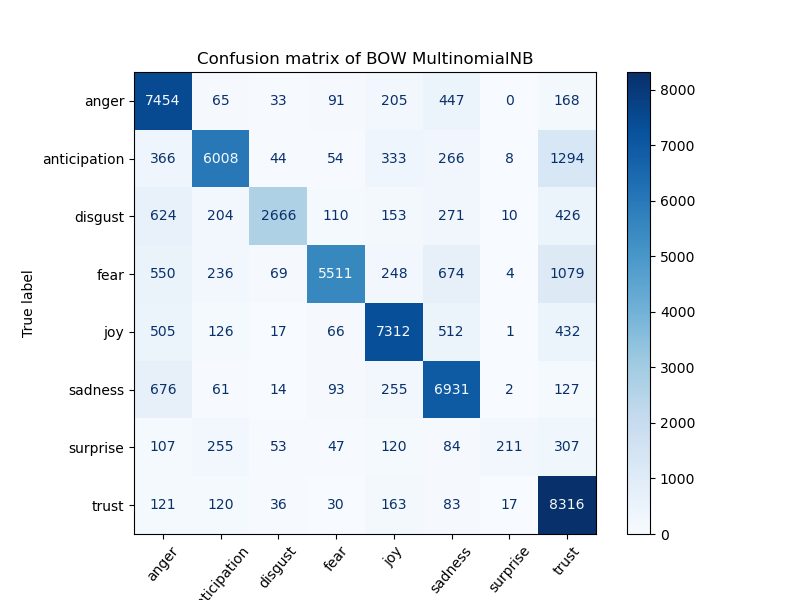 Confusion matrix of BOW MultinomialNB
True label
anger 7454 65 33 91 205 447 0 168
anticipation 366 6008 44 54 333 266 8 1294
disgust 624 204 2666 110 153 271 10 426
fear 550 236 69 5511 248 674 4 1079
joy 505 126 17 66 7312 512 1 432
sadness 676 61 14 93 255 6931 2 127
surprise 107 255 53 47 120 84 211 307
trust 121 120 36 30 163 83 17 8316
anger nticipation disgust fear joy sadness surprise trust
8000
7000
6000
5000
4000
3000
2000
1000
0